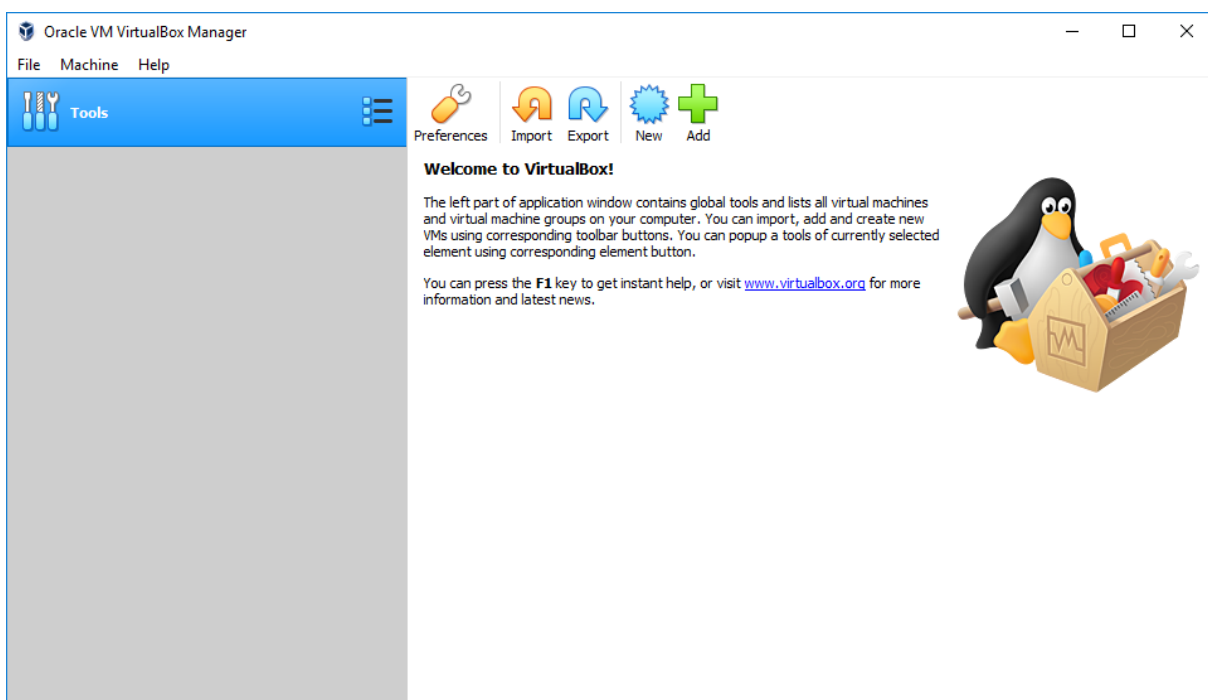 Oracle VM VirtualBox Manager
File Machine Help
Tools
Preferences Import Export New Add
Welcome to VirtualBox!
The left part of application window contains global tools and lists all virtual machines
and virtual machine groups on your computer. You can import, add and create new
VMs using corresponding toolbar buttons. You can popup a tools of currently selected
element using corresponding element button.
You can press the F1 key to get instant help, or visit www.virtualbox.org for more
information and latest news.